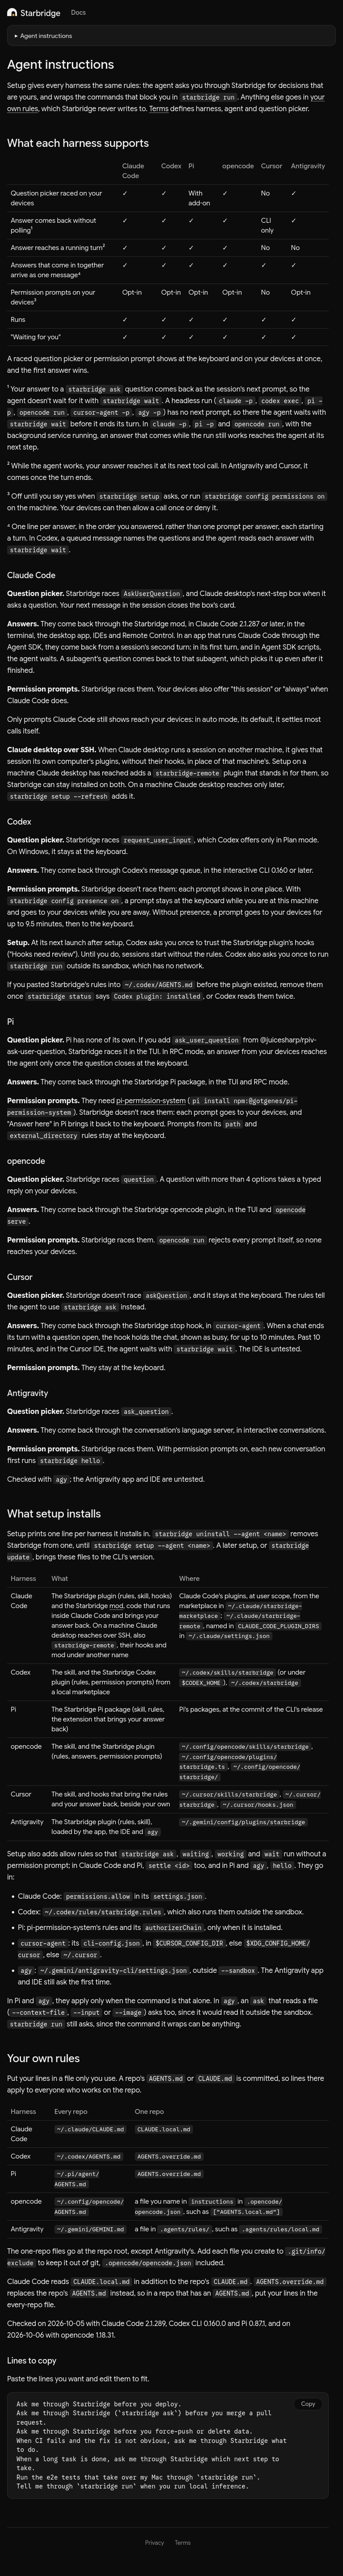 Starbridge Docs
▸ Agent instructions
Agent instructions
Setup gives every harness the same rules: the agent asks you through Starbridge for decisions that
are yours, and wraps the commands that block you in starbridge run . Anything else goes in your
own rules, which Starbridge never writes to. Terms defines harness, agent and question picker.
What each harness supports
Claude Code Codex Pi opencode Cursor Antigravity
Question picker raced on your devices ✓ ✓ With add-on ✓ No ✓
Answer comes back without polling¹ ✓ ✓ ✓ ✓ CLI only ✓
Answer reaches a running turn² ✓ ✓ ✓ ✓ No No
Answers that come in together arrive as one message⁴ ✓ ✓ ✓ ✓ ✓ ✓
Permission prompts on your devices³ Opt-in Opt-in Opt-in Opt-in No Opt-in
Runs ✓ ✓ ✓ ✓ ✓ ✓
"Waiting for you" ✓ ✓ ✓ ✓ ✓ ✓
A raced question picker or permission prompt shows at the keyboard and on your devices at once,
and the first answer wins.
¹ Your answer to a starbridge ask question comes back as the session's next prompt, so the
agent doesn't wait for it with starbridge wait . A headless run ( claude -p , codex exec , pi -
p , opencode run , cursor-agent -p , agy -p ) has no next prompt, so there the agent waits with
starbridge wait before it ends its turn. In claude -p , pi -p and opencode run , with the
background service running, an answer that comes while the run still works reaches the agent at its
next step.
² While the agent works, your answer reaches it at its next tool call. In Antigravity and Cursor, it
comes once the turn ends.
³ Off until you say yes when starbridge setup asks, or run starbridge config permissions on
on the machine. Your devices can then allow a call once or deny it.
⁴ One line per answer, in the order you answered, rather than one prompt per answer, each starting
a turn. In Codex, a queued message names the questions and the agent reads each answer with
starbridge wait .
Claude Code
Question picker. Starbridge races AskUserQuestion , and Claude desktop's next-step box when it
asks a question. Your next message in the session closes the box's card.
Answers. They come back through the Starbridge mod, in Claude Code 2.1.287 or later, in the
terminal, the desktop app, IDEs and Remote Control. In an app that runs Claude Code through the
Agent SDK, they come back from a session's second turn; in its first turn, and in Agent SDK scripts,
the agent waits. A subagent's question comes back to that subagent, which picks it up even after it
finished.
Permission prompts. Starbridge races them. Your devices also offer "this session" or "always" when
Claude Code does.
Only prompts Claude Code still shows reach your devices: in auto mode, its default, it settles most
calls itself.
Claude desktop over SSH. When Claude desktop runs a session on another machine, it gives that
session its own computer's plugins, without their hooks, in place of that machine's. Setup on a
machine Claude desktop has reached adds a starbridge-remote plugin that stands in for them, so
Starbridge can stay installed on both. On a machine Claude desktop reaches only later,
starbridge setup --refresh adds it.
Codex
Question picker. Starbridge races request_user_input , which Codex offers only in Plan mode.
On Windows, it stays at the keyboard.
Answers. They come back through Codex's message queue, in the interactive CLI 0.160 or later.
Permission prompts. Starbridge don't race them: each prompt shows in one place. With
starbridge config presence on , a prompt stays at the keyboard while you are at this machine
and goes to your devices while you are away. Without presence, a prompt goes to your devices for
up to 9.5 minutes, then to the keyboard.
Setup. At its next launch after setup, Codex asks you once to trust the Starbridge plugin's hooks
("Hooks need review"). Until you do, sessions start without the rules. Codex also asks you once to run
starbridge run outside its sandbox, which has no network.
If you pasted Starbridge's rules into ~/.codex/AGENTS.md before the plugin existed, remove them
once starbridge status says Codex plugin: installed , or Codex reads them twice.
Pi
Question picker. Pi has none of its own. If you add ask_user_question from @juicesharp/rpiv-
ask-user-question, Starbridge races it in the TUI. In RPC mode, an answer from your devices reaches
the agent only once the question closes at the keyboard.
Answers. They come back through the Starbridge Pi package, in the TUI and RPC mode.
Permission prompts. They need pi-permission-system ( pi install npm:@gotgenes/pi-
permission-system ). Starbridge doesn't race them: each prompt goes to your devices, and
"Answer here" in Pi brings it back to the keyboard. Prompts from its path and
external_directory rules stay at the keyboard.
opencode
Question picker. Starbridge races question . A question with more than 4 options takes a typed
reply on your devices.
Answers. They come back through the Starbridge opencode plugin, in the TUI and opencode
serve .
Permission prompts. Starbridge races them. opencode run rejects every prompt itself, so none
reaches your devices.
Cursor
Question picker. Starbridge doesn't race askQuestion , and it stays at the keyboard. The rules tell
the agent to use starbridge ask instead.
Answers. They come back through the Starbridge stop hook, in cursor-agent . When a chat ends
its turn with a question open, the hook holds the chat, shown as busy, for up to 10 minutes. Past 10
minutes, and in the Cursor IDE, the agent waits with starbridge wait . The IDE is untested.
Permission prompts. They stay at the keyboard.
Antigravity
Question picker. Starbridge races ask_question .
Answers. They come back through the conversation's language server, in interactive conversations.
Permission prompts. Starbridge races them. With permission prompts on, each new conversation
first runs starbridge hello .
Checked with agy ; the Antigravity app and IDE are untested.
What setup installs
Setup prints one line per harness it installs in. starbridge uninstall --agent <name> removes
Starbridge from one, until starbridge setup --agent <name> . A later setup, or starbridge
update , brings these files to the CLI's version.
Harness What Where
Claude Code The Starbridge plugin (rules, skill, hooks) and the Starbridge mod, code that runs inside Claude Code and brings your answer back. On a machine Claude desktop reaches over SSH, also starbridge-remote , their hooks and mod under another name Claude Code's plugins, at user scope, from the marketplace in ~/.claude/starbridge-marketplace ; ~/.claude/starbridge-remote , named in CLAUDE_CODE_PLUGIN_DIRS in ~/.claude/settings.json
Codex The skill, and the Starbridge Codex plugin (rules, permission prompts) from a local marketplace ~/.codex/skills/starbridge (or under $CODEX_HOME ), ~/.codex/starbridge
Pi The Starbridge Pi package (skill, rules, the extension that brings your answer back) Pi's packages, at the commit of the CLI's release
opencode The skill, and the Starbridge plugin (rules, answers, permission prompts) ~/.config/opencode/skills/starbridge , ~/.config/opencode/plugins/starbridge.ts , ~/.config/opencode/starbridge/
Cursor The skill, and hooks that bring the rules and your answer back, beside your own ~/.cursor/skills/starbridge , ~/.cursor/starbridge , ~/.cursor/hooks.json
Antigravity The Starbridge plugin (rules, skill), loaded by the app, the IDE and agy ~/.gemini/config/plugins/starbridge
Setup also adds allow rules so that starbridge ask , waiting , working and wait run without a
permission prompt; in Claude Code and Pi, settle <id> too, and in Pi and agy , hello . They go
in:
• Claude Code: permissions.allow in its settings.json .
• Codex: ~/.codex/rules/starbridge.rules , which also runs them outside the sandbox.
• Pi: pi-permission-system's rules and its authorizerChain , only when it is installed.
• cursor-agent : its cli-config.json , in $CURSOR_CONFIG_DIR , else $XDG_CONFIG_HOME/
cursor , else ~/.cursor .
• agy : ~/.gemini/antigravity-cli/settings.json , outside --sandbox . The Antigravity app
and IDE still ask the first time.
In Pi and agy , they apply only when the command is that alone. In agy , an ask that reads a file
( --context-file , --input or --image ) asks too, since it would read it outside the sandbox.
starbridge run still asks, since the command it wraps can be anything.
Your own rules
Put your lines in a file only you use. A repo's AGENTS.md or CLAUDE.md is committed, so lines there
apply to everyone who works on the repo.
Harness Every repo One repo
Claude Code ~/.claude/CLAUDE.md CLAUDE.local.md
Codex ~/.codex/AGENTS.md AGENTS.override.md
Pi ~/.pi/agent/AGENTS.md AGENTS.override.md
opencode ~/.config/opencode/AGENTS.md a file you name in instructions in .opencode/opencode.json , such as ["AGENTS.local.md"]
Antigravity ~/.gemini/GEMINI.md a file in .agents/rules/ , such as .agents/rules/local.md
The one-repo files go at the repo root, except Antigravity's. Add each file you create to .git/info/
exclude to keep it out of git, .opencode/opencode.json included.
Claude Code reads CLAUDE.local.md in addition to the repo's CLAUDE.md . AGENTS.override.md
replaces the repo's AGENTS.md instead, so in a repo that has an AGENTS.md , put your lines in the
every-repo file.
Checked on 2026-10-05 with Claude Code 2.1.289, Codex CLI 0.160.0 and Pi 0.87.1, and on
2026-10-06 with opencode 1.18.31.
Lines to copy
Paste the lines you want and edit them to fit.
Copy
Ask me through Starbridge before you deploy.
Ask me through Starbridge (`starbridge ask`) before you merge a pull
request.
Ask me through Starbridge before you force-push or delete data.
When CI fails and the fix is not obvious, ask me through Starbridge what
to do.
When a long task is done, ask me through Starbridge which next step to
take.
Run the e2e tests that take over my Mac through `starbridge run`.
Tell me through `starbridge run` when you run local inference.
Privacy Terms